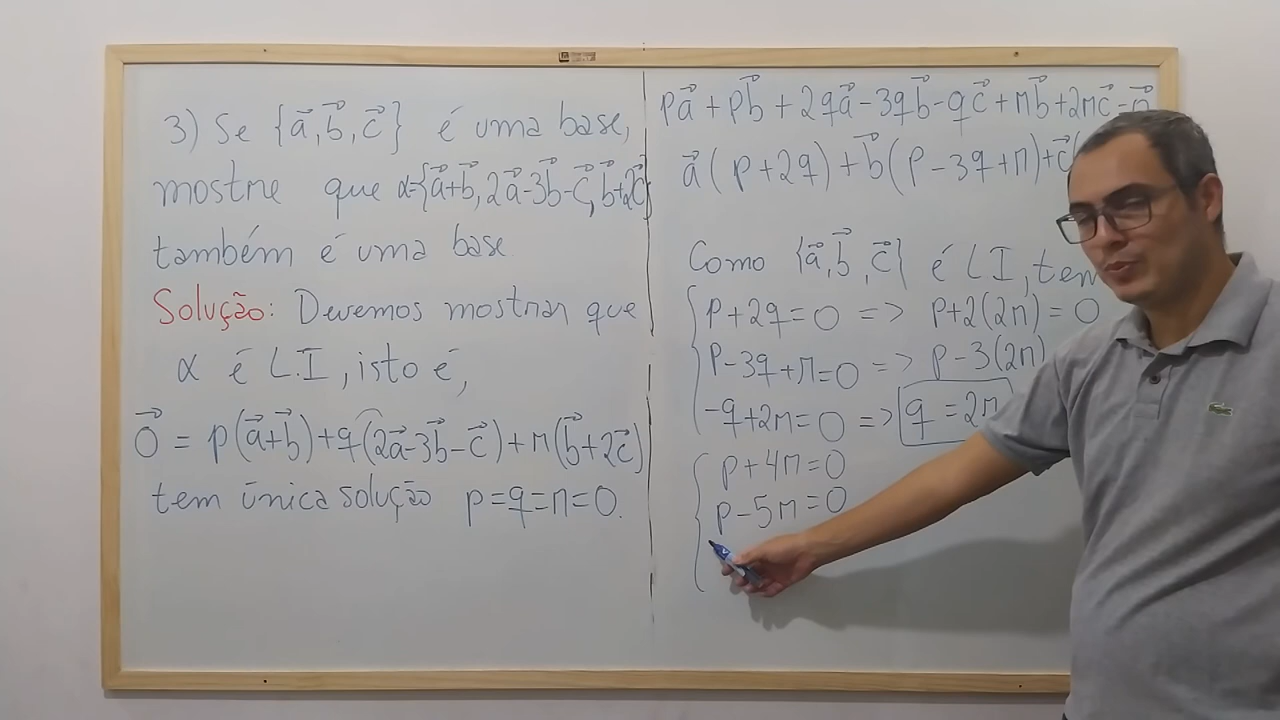 3) Se {a⃗, b⃗, c⃗} é uma base,
mostre que α={a⃗+b⃗, 2a⃗-3b⃗-c⃗, b⃗+2c⃗}
também é uma base
Solução: Devemos mostrar que
α é L.I, isto é,
0⃗ = p(a⃗+b⃗)+q(2a⃗-3b⃗-c⃗)+n(b⃗+2c⃗)
tem única solução p=q=n=0.
pa⃗+pb⃗+2qa⃗-3qb⃗-qc⃗+nb⃗+2nc⃗=0⃗
a⃗(p+2q)+b⃗(p-3q+n)+c⃗(
Como {a⃗, b⃗, c⃗} é LI, tem
p+2q=0 => p+2(2n)=0
p-3q+n=0 => p-3(2n)
-q+2n=0 => q=2n
p+4n=0
p-5n=0